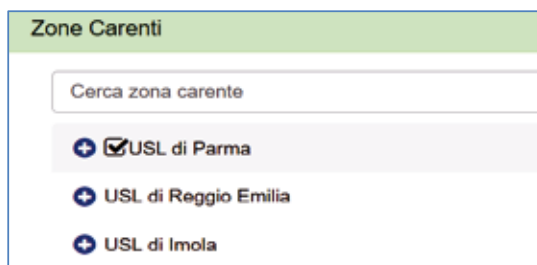 Zone Carenti
Cerca zona carente
USL di Parma
USL di Reggio Emilia
USL di Imola